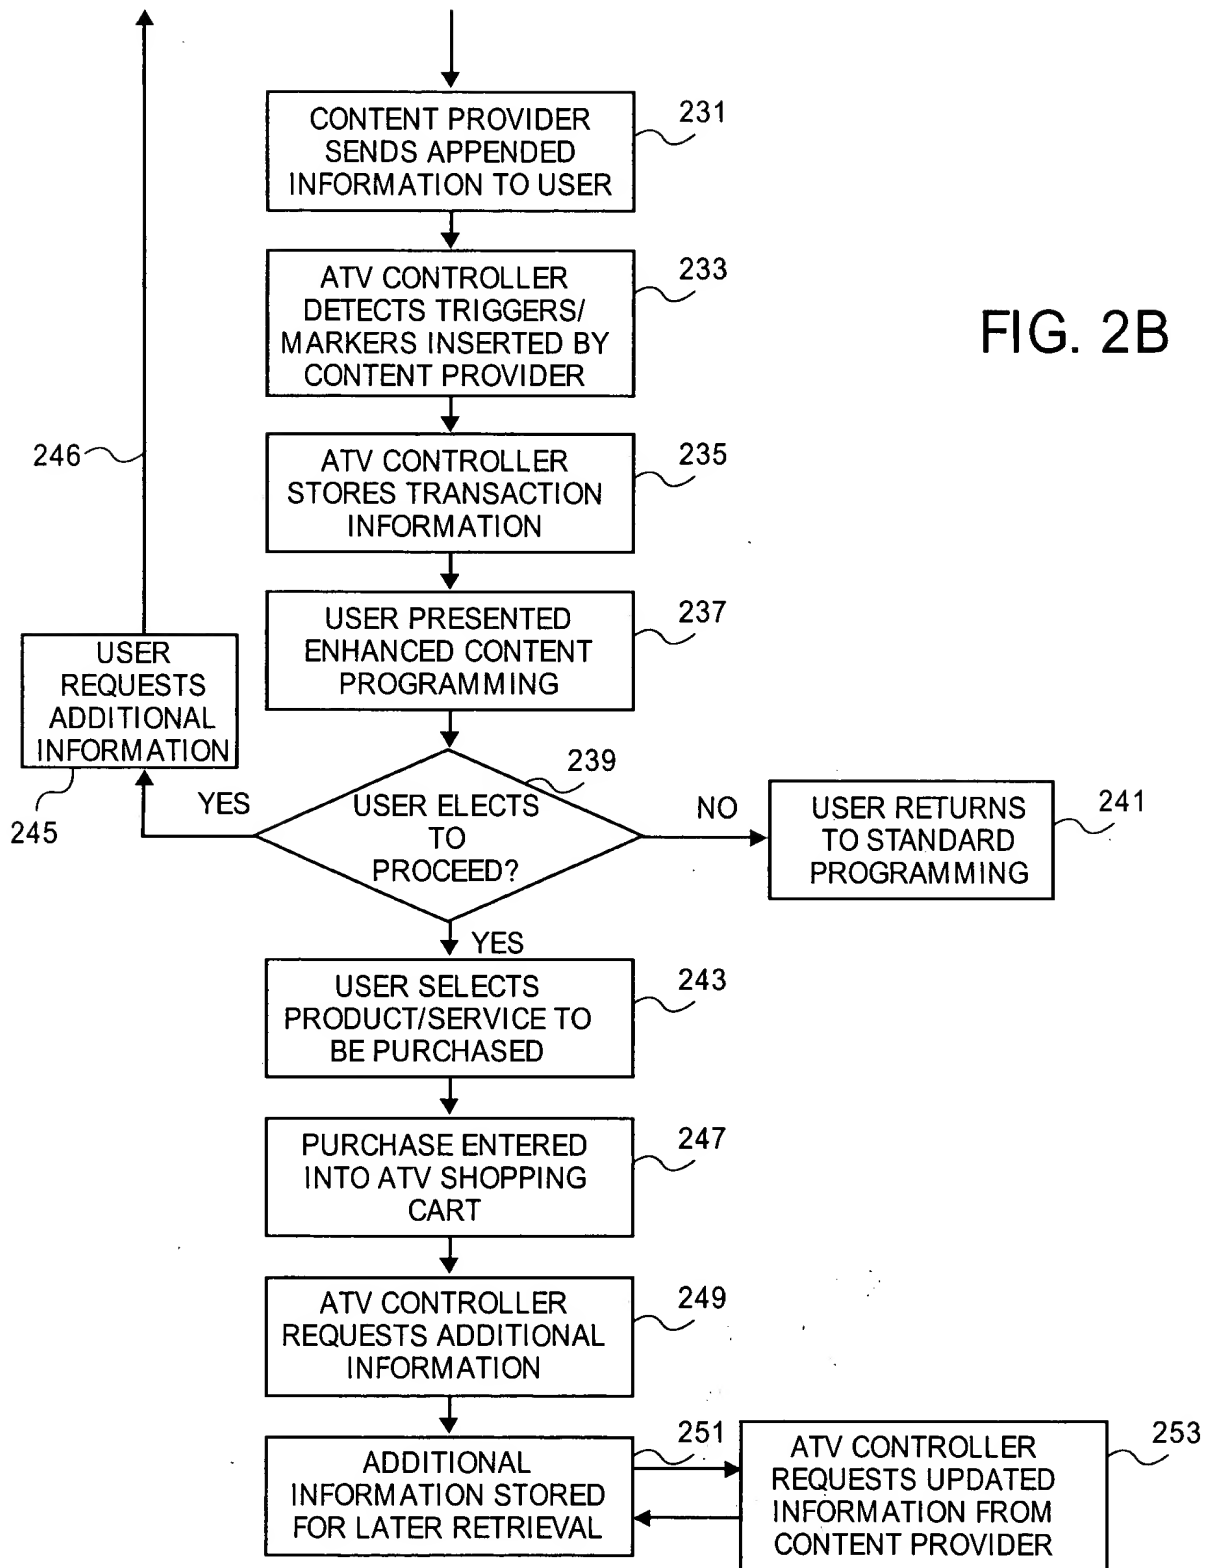 CONTENT PROVIDER
SENDS APPENDED
INFORMATION TO USER
231
ATV CONTROLLER
DETECTS TRIGGERS/
MARKERS INSERTED BY
CONTENT PROVIDER
233
FIG. 2B
246
ATV CONTROLLER
STORES TRANSACTION
INFORMATION
235
USER PRESENTED
ENHANCED CONTENT
PROGRAMMING
237
USER
REQUESTS
ADDITIONAL
INFORMATION
245
YES
USER ELECTS
TO
PROCEED?
239
NO
USER RETURNS
TO STANDARD
PROGRAMMING
241
YES
USER SELECTS
PRODUCT/SERVICE TO
BE PURCHASED
243
PURCHASE ENTERED
INTO ATV SHOPPING
CART
247
ATV CONTROLLER
REQUESTS ADDITIONAL
INFORMATION
249
ADDITIONAL
INFORMATION STORED
FOR LATER RETRIEVAL
251
ATV CONTROLLER
REQUESTS UPDATED
INFORMATION FROM
CONTENT PROVIDER
253